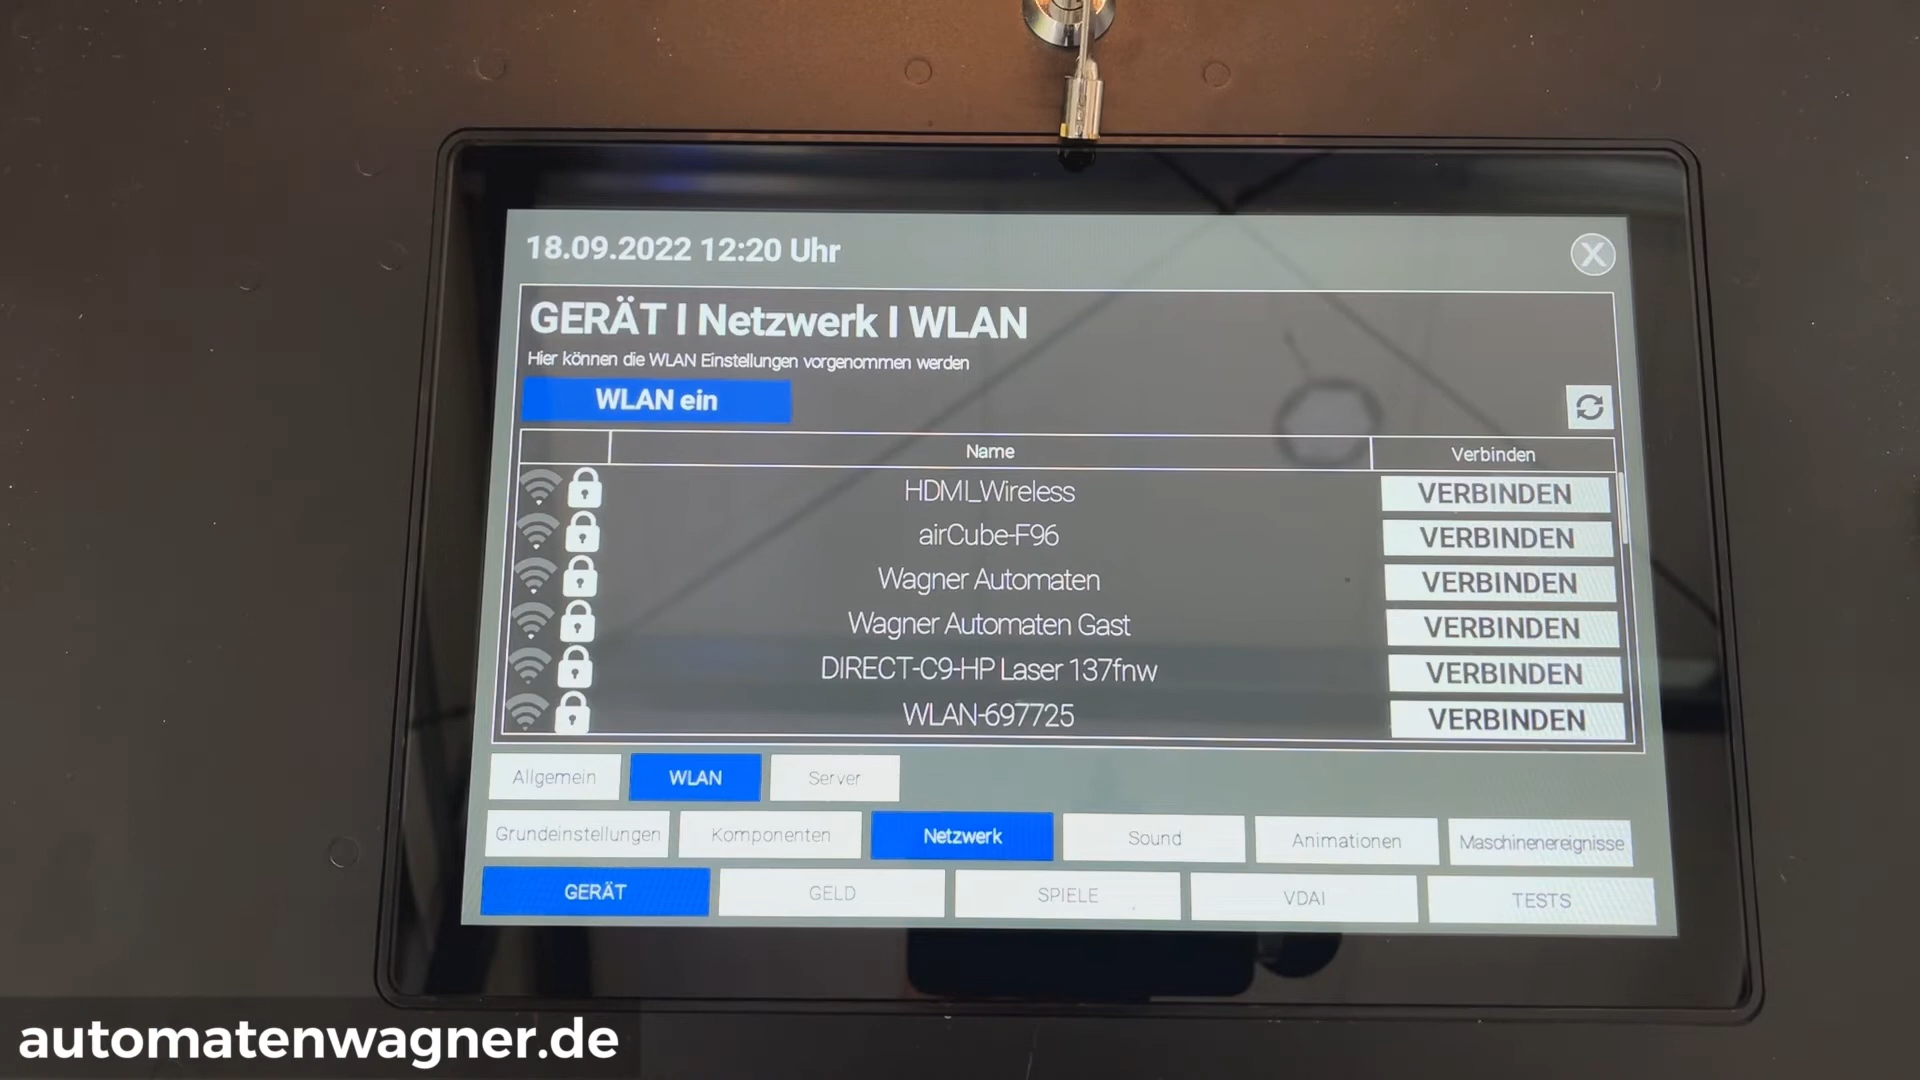 18.09.2022 12:20 Uhr
X
GERÄT I Netzwerk I WLAN
Hier können die WLAN Einstellungen vorgenommen werden
WLAN ein
Name Verbinden
HDMI_Wireless VERBINDEN
airCube-F96 VERBINDEN
Wagner Automaten VERBINDEN
Wagner Automaten Gast VERBINDEN
DIRECT-C9-HP Laser 137fnw VERBINDEN
WLAN-697725 VERBINDEN
Allgemein WLAN Server
Grundeinstellungen Komponenten Netzwerk Sound Animationen Maschinenereignisse
GERÄT GELD SPIELE VDAI TESTS
automatenwagner.de